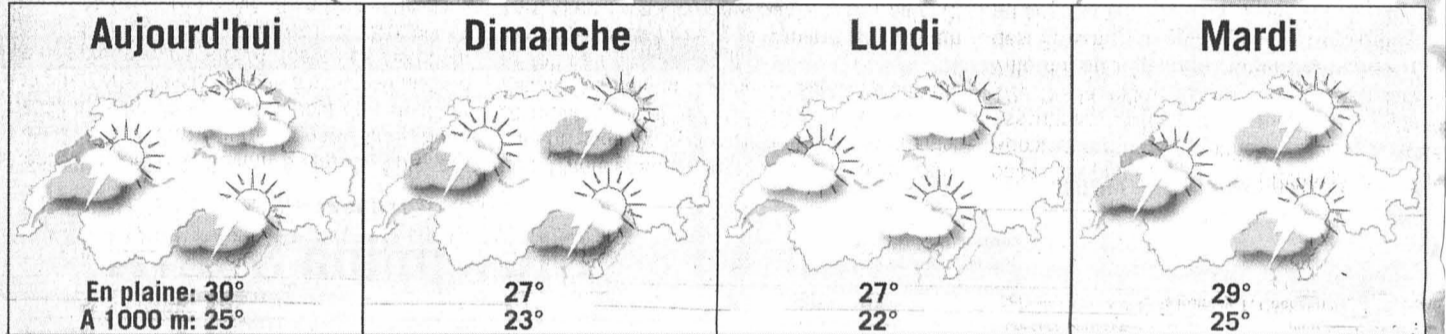 Aujourd'hui
En plaine: 30°
A 1000 m: 25°
Dimanche
27°
23°
Lundi
27°
22°
Mardi
29°
25°